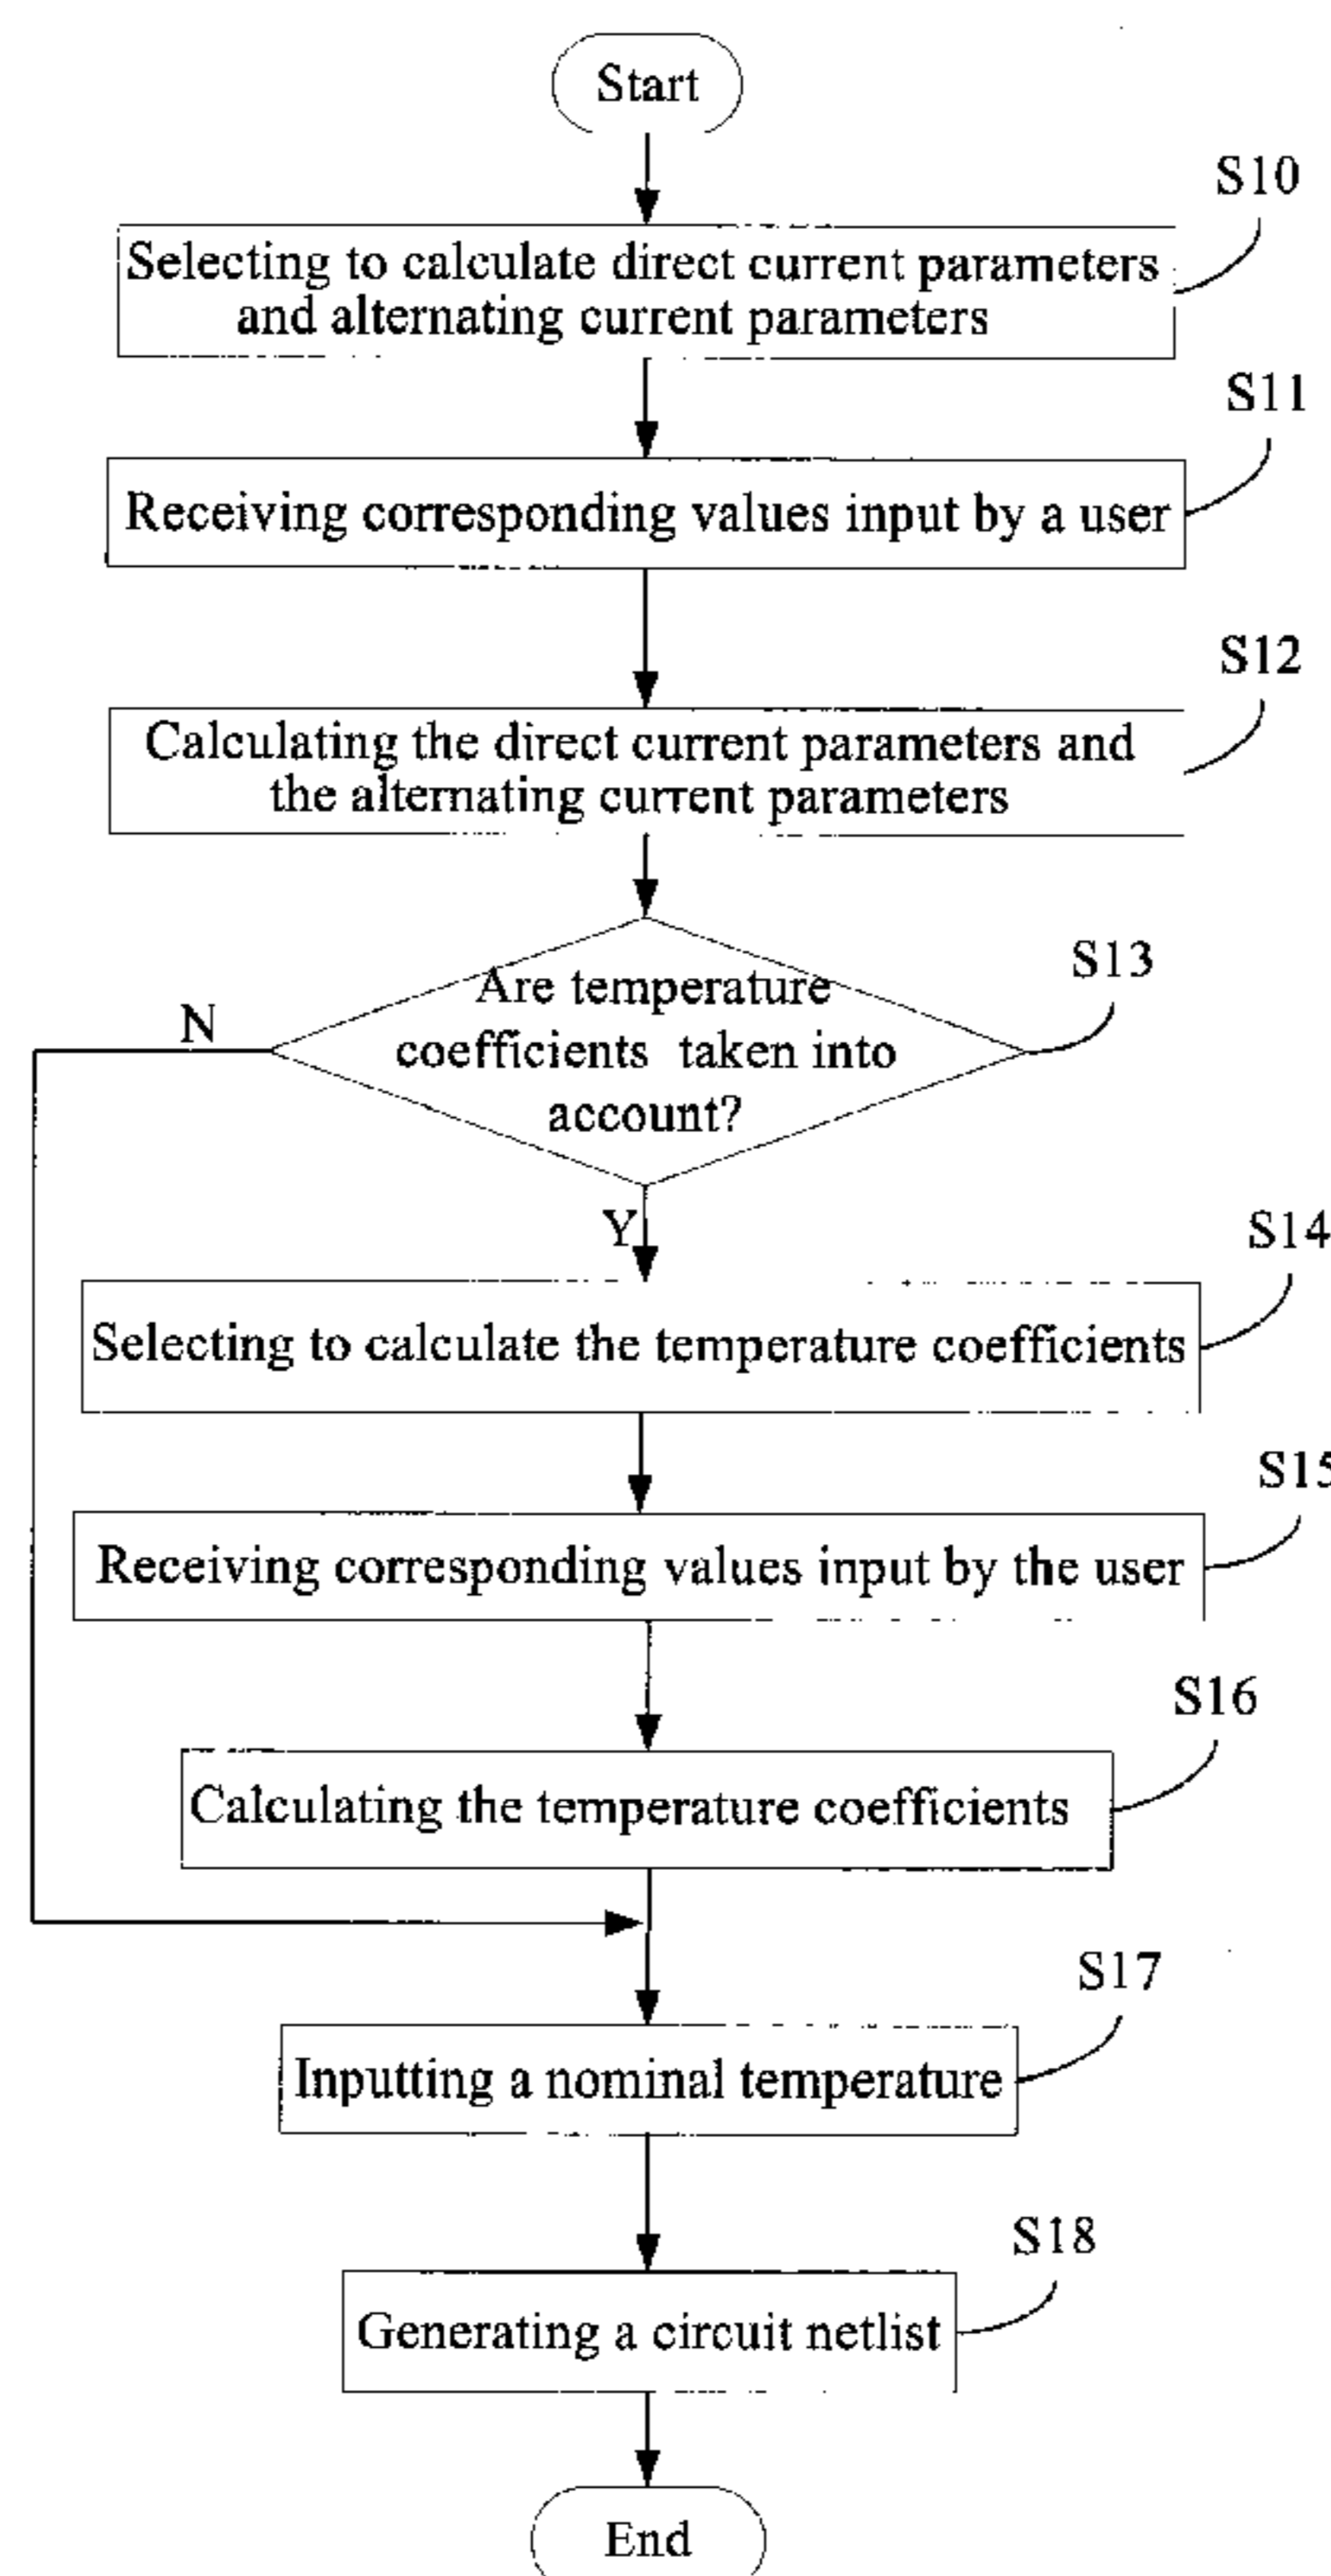 Start
S10
Selecting to calculate direct current parameters
and alternating current parameters
S11
Receiving corresponding values input by a user
S12
Calculating the direct current parameters and
the alternating current parameters
S13
Are temperature
coefficients taken into
account?
N
Y
S14
Selecting to calculate the temperature coefficients
S15
Receiving corresponding values input by the user
S16
Calculating the temperature coefficients
S17
Inputting a nominal temperature
S18
Generating a circuit netlist
End